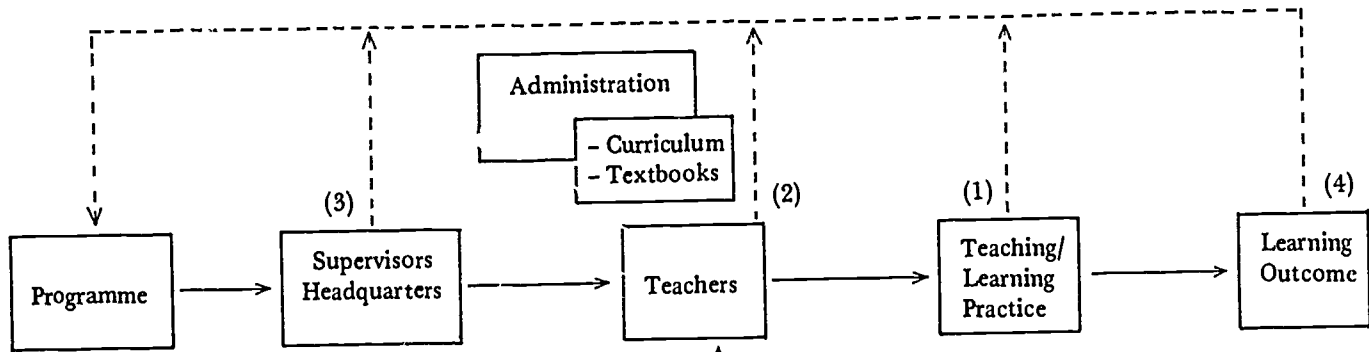 Administration
– Curriculum
– Textbooks
(3)
(2)
(1)
(4)
Programme
Supervisors
Headquarters
Teachers
Teaching/
Learning
Practice
Learning
Outcome